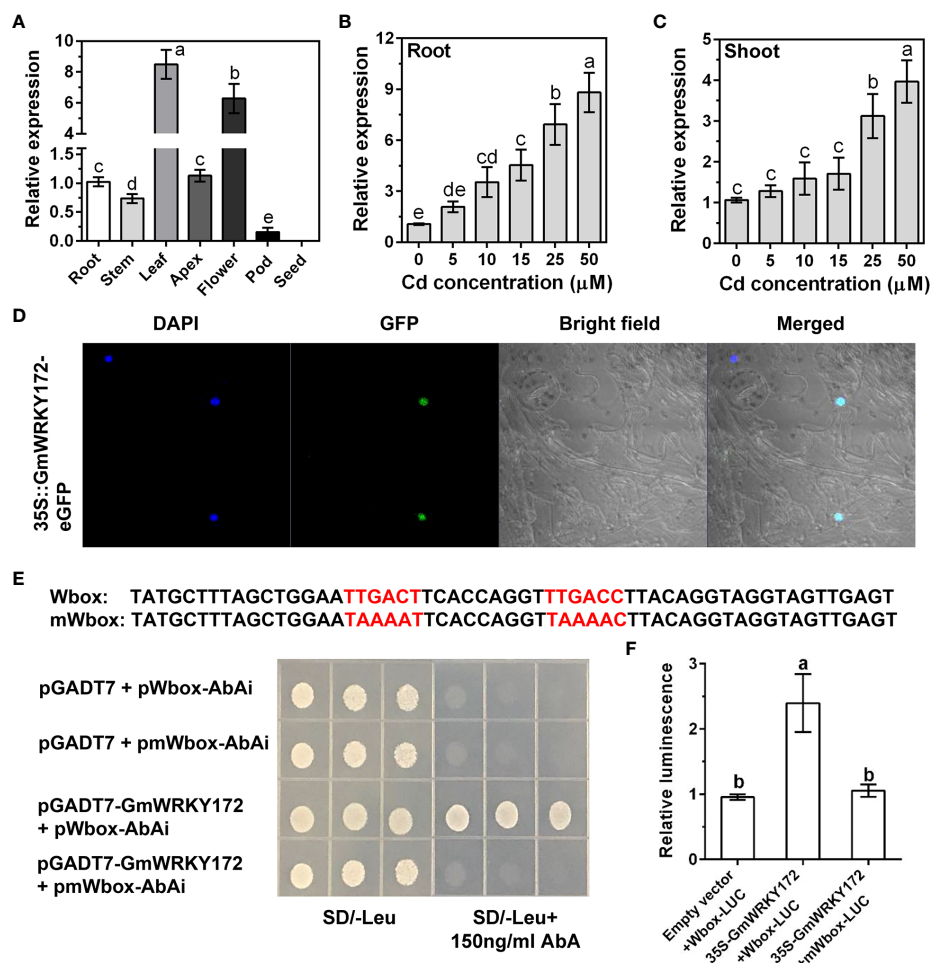 A
Relative expression
10
8
6
4
1.5
1.0
0.5
0.0
a
b
c
d
c
e
Root
Stem
Leaf
Apex
Flower
Pod
Seed
B
Root
Relative expression
12
9
6
3
0
e
de
cd
c
b
a
0 5 10 15 25 50
Cd concentration (μM)
C
Shoot
Relative expression
5
4
3
2
1
0
c
c
c
c
b
a
0 5 10 15 25 50
Cd concentration (μM)
D
DAPI GFP Bright field Merged
35S::GmWRKY172-
eGFP
E
Wbox: TATGCTTTAGCTGGAATTGACTTCACCAGGTTTGACCTTACAGGTAGGTAGTTGAGT
mWbox: TATGCTTTAGCTGGAATAAAATTCACCAGGTTAAAACTTACAGGTAGGTAGTTGAGT
pGADT7 + pWbox-AbAi
pGADT7 + pmWbox-AbAi
pGADT7-GmWRKY172
+ pWbox-AbAi
pGADT7-GmWRKY172
+ pmWbox-AbAi
SD/-Leu
SD/-Leu+
150ng/ml AbA
F
Relative luminescence
3
2
1
0
b
a
b
Empty vector
+Wbox-LUC
35S-GmWRKY172
+Wbox-LUC
35S-GmWRKY172
+mWbox-LUC